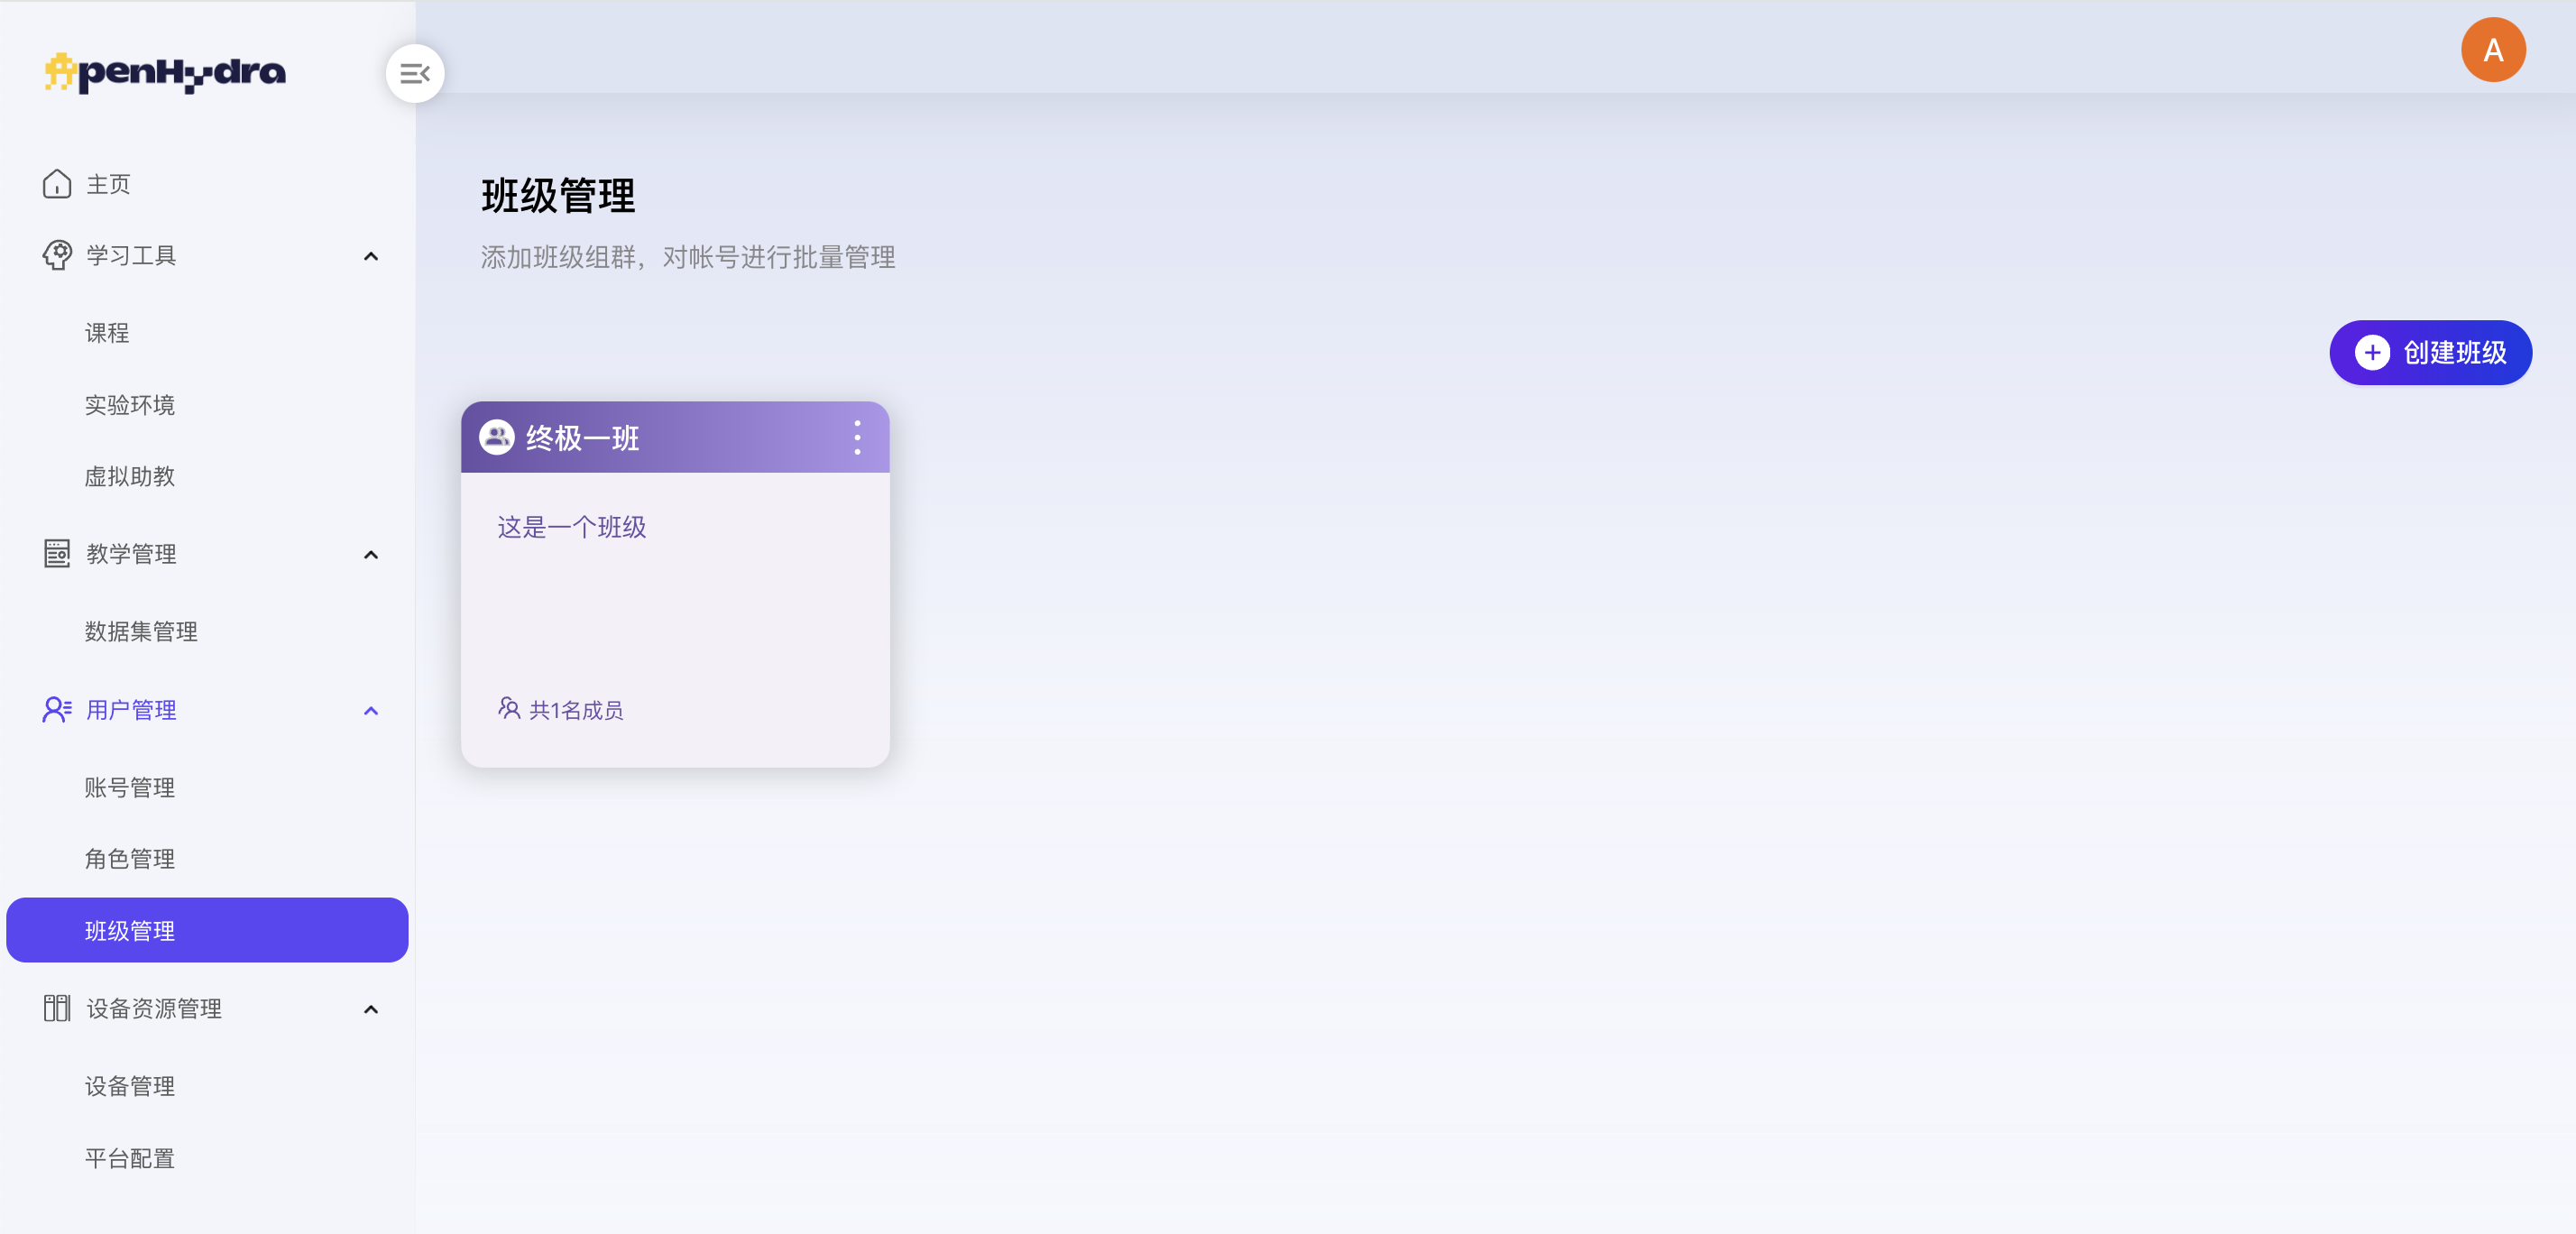 OpenHydra
A
主页
学习工具
课程
实验环境
虚拟助教
教学管理
数据集管理
用户管理
账号管理
角色管理
班级管理
设备资源管理
设备管理
平台配置
班级管理
添加班级组群，对帐号进行批量管理
创建班级
终极一班
这是一个班级
共1名成员